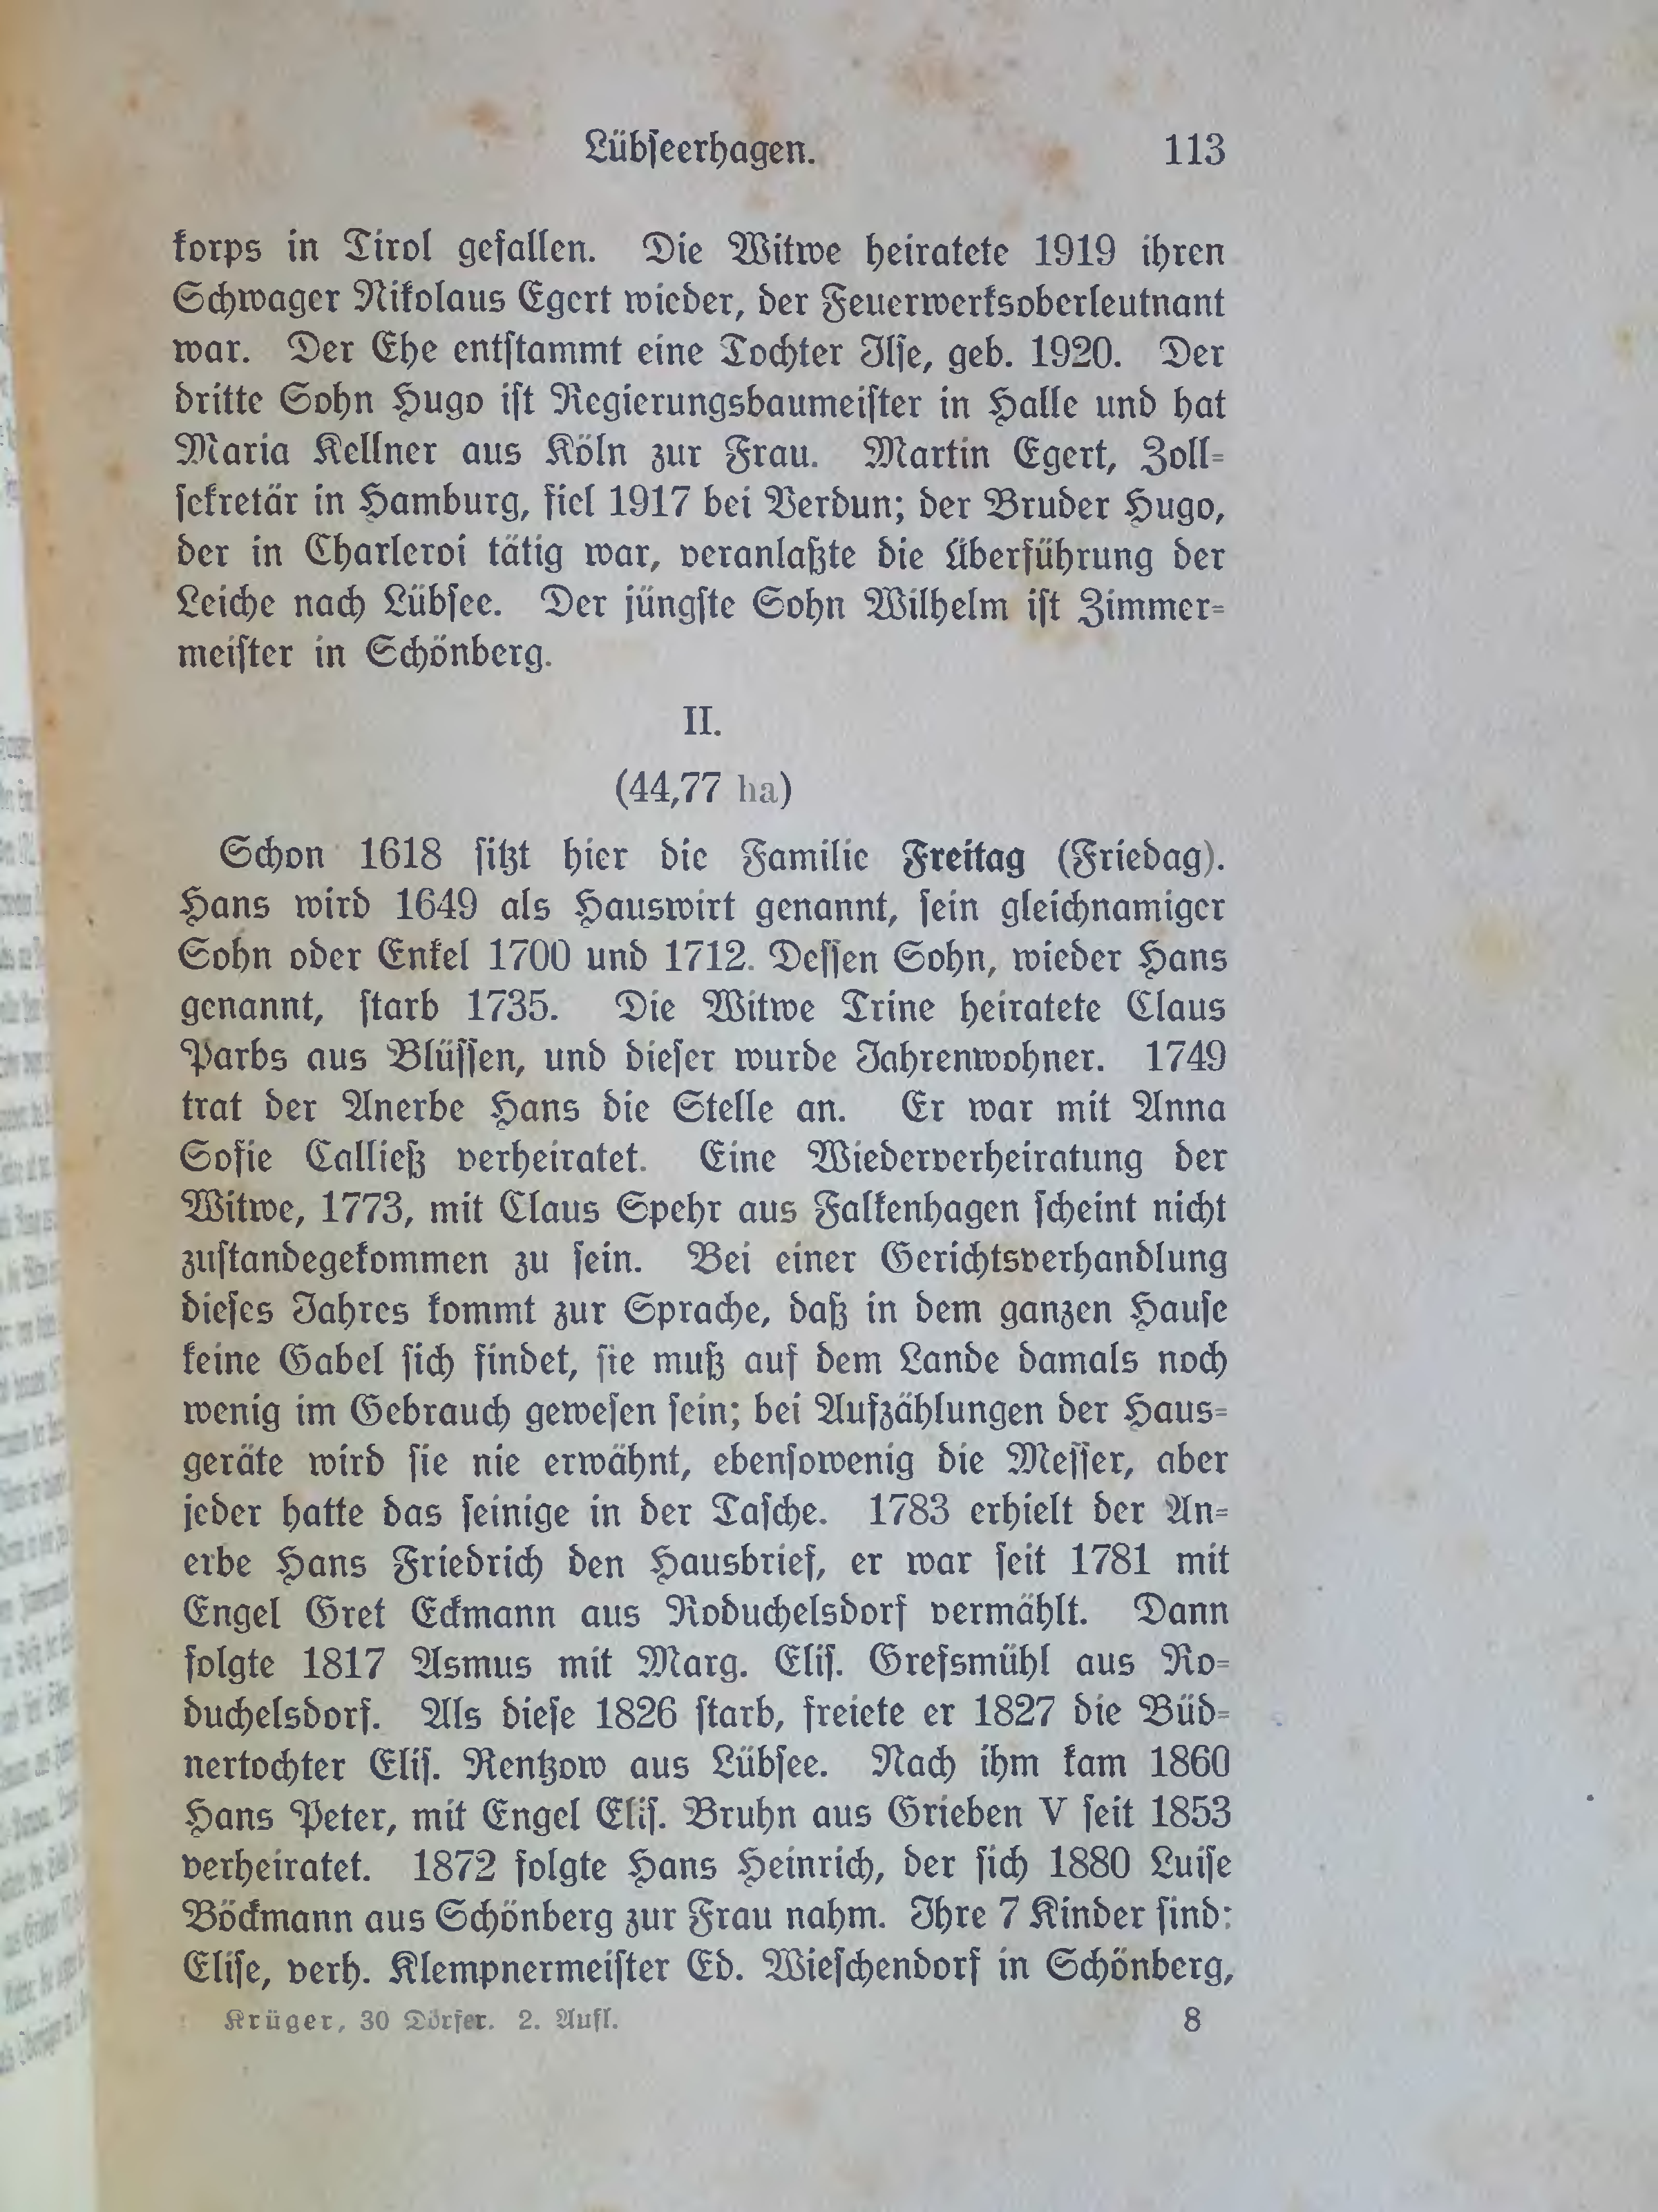 Lübſeerhagen. 113
korps in Tirol gefallen. Die Witwe heiratete 1919 ihren
Schwager Nikolaus Egert wieder, der Feuerwerksoberleutnant
war. Der Ehe entſtammt eine Tochter Ilſe, geb. 1920. Der
dritte Sohn Hugo iſt Regierungsbaumeiſter in Halle und hat
Maria Kellner aus Köln zur Frau. Martin Egert, Zoll-
ſekretär in Hamburg, fiel 1917 bei Verdun; der Bruder Hugo,
der in Charleroi tätig war, veranlaßte die Überführung der
Leiche nach Lübſee. Der jüngſte Sohn Wilhelm iſt Zimmer-
meiſter in Schönberg.
II.
(44,77 ha)
Schon 1618 ſitzt hier die Familie Freitag (Friedag).
Hans wird 1649 als Hauswirt genannt, ſein gleichnamiger
Sohn oder Enkel 1700 und 1712. Deſſen Sohn, wieder Hans
genannt, ſtarb 1735. Die Witwe Trine heiratete Claus
Parbs aus Blüſſen, und dieſer wurde Jahrenwohner. 1749
trat der Anerbe Hans die Stelle an. Er war mit Anna
Sofie Calließ verheiratet. Eine Wiederverheiratung der
Witwe, 1773, mit Claus Spehr aus Falkenhagen ſcheint nicht
zuſtandegekommen zu ſein. Bei einer Gerichtsverhandlung
dieſes Jahres kommt zur Sprache, daß in dem ganzen Hauſe
keine Gabel ſich findet, ſie muß auf dem Lande damals noch
wenig im Gebrauch geweſen ſein; bei Aufzählungen der Haus-
geräte wird ſie nie erwähnt, ebenſowenig die Meſſer, aber
jeder hatte das ſeinige in der Taſche. 1783 erhielt der An-
erbe Hans Friedrich den Hausbrief, er war ſeit 1781 mit
Engel Gret Eckmann aus Roduchelsdorf vermählt. Dann
folgte 1817 Asmus mit Marg. Eliſ. Grefsmühl aus Ro-
duchelsdorf. Als dieſe 1826 ſtarb, freiete er 1827 die Büd-
nertochter Eliſ. Rentzow aus Lübſee. Nach ihm kam 1860
Hans Peter, mit Engel Eliſ. Bruhn aus Grieben V ſeit 1853
verheiratet. 1872 folgte Hans Heinrich, der ſich 1880 Luiſe
Böckmann aus Schönberg zur Frau nahm. Ihre 7 Kinder ſind:
Eliſe, verh. Klempnermeiſter Ed. Wieſchendorf in Schönberg,
Krüger, 30 Dörfer. 2. Aufl. 8